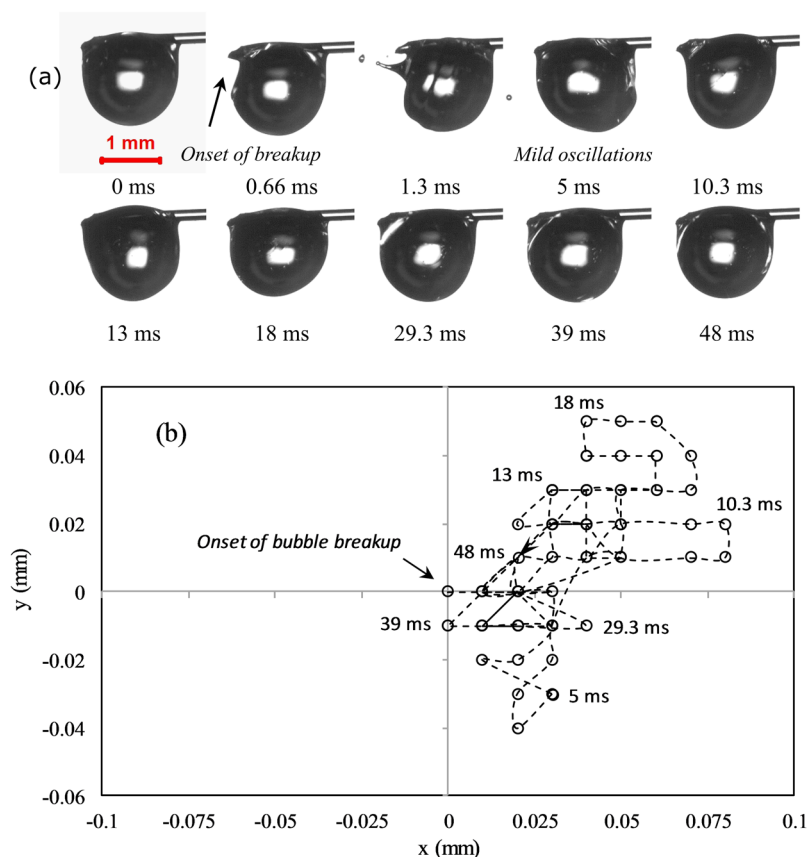 (a)
1 mm
Onset of breakup
Mild oscillations
0 ms
0.66 ms
1.3 ms
5 ms
10.3 ms
13 ms
18 ms
29.3 ms
39 ms
48 ms
(b)
0.06
0.04
0.02
0
-0.02
-0.04
-0.06
y (mm)
18 ms
13 ms
10.3 ms
Onset of bubble breakup
48 ms
39 ms
29.3 ms
5 ms
-0.1
-0.075
-0.05
-0.025
0
0.025
0.05
0.075
0.1
x (mm)